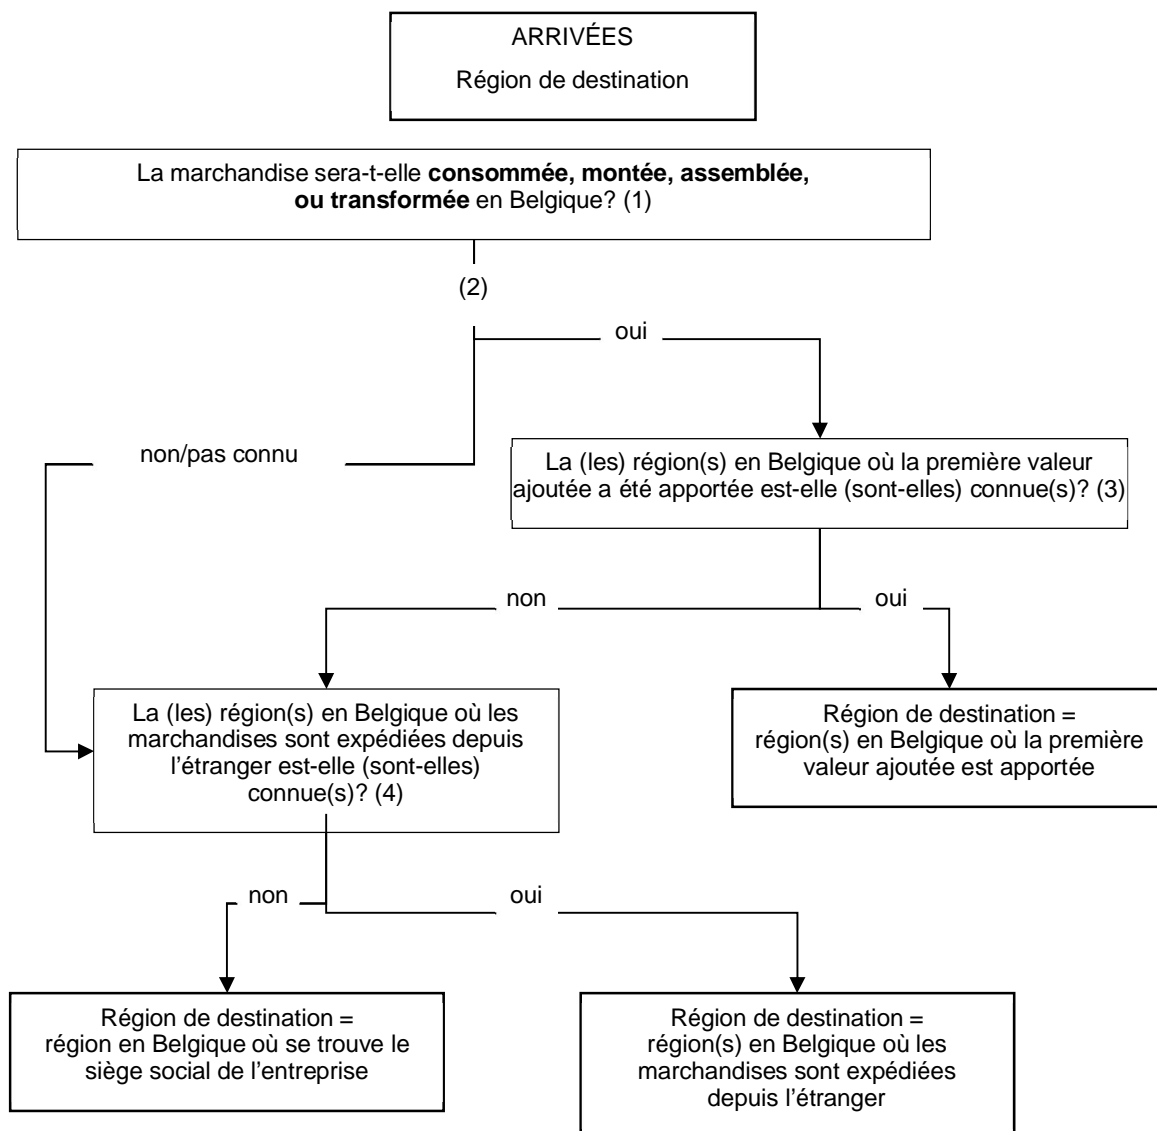 ARRIVÉES
Région de destination
La marchandise sera-t-elle consommée, montée, assemblée,
ou transformée en Belgique? (1)
(2)
oui
non/pas connu
La (les) région(s) en Belgique où la première valeur
ajoutée a été apportée est-elle (sont-elles) connue(s)? (3)
non
oui
La (les) région(s) en Belgique où les
marchandises sont expédiées depuis
l’étranger est-elle (sont-elles)
connue(s)? (4)
Région de destination =
région(s) en Belgique où la première
valeur ajoutée est apportée
non
oui
Région de destination =
région en Belgique où se trouve le
siège social de l’entreprise
Région de destination =
région(s) en Belgique où les
marchandises sont expédiées
depuis l’étranger